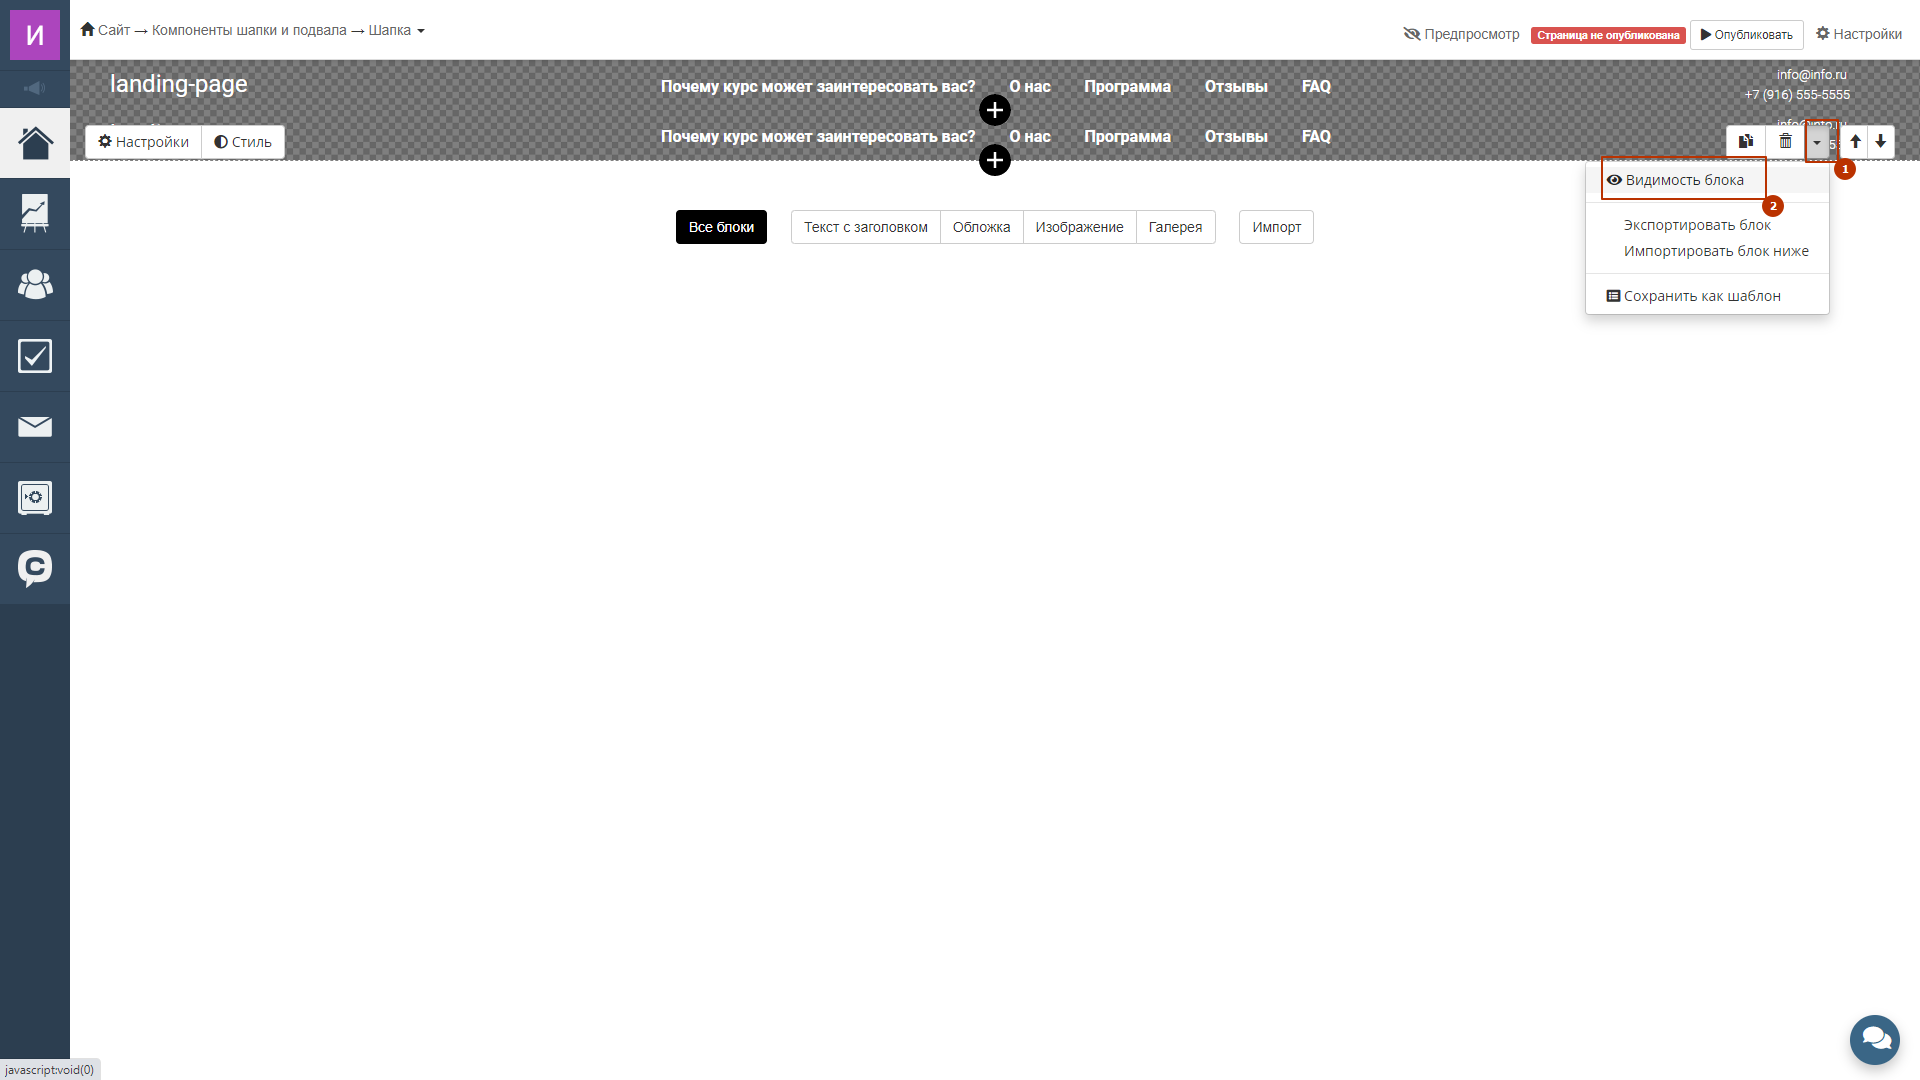 И
Сайт → Компоненты шапки и подвала → Шапка
Предпросмотр Страница не опубликована Опубликовать Настройки
landing-page Почему курс может заинтересовать вас? О нас Программа Отзывы FAQ
info@info.ru
+7 (916) 555-5555
Настройки Стиль Почему курс может заинтересовать вас? О нас Программа Отзывы FAQ
info@info.ru
1
Видимость блока
2
Все блоки Текст с заголовком Обложка Изображение Галерея Импорт
Экспортировать блок
Импортировать блок ниже
Сохранить как шаблон
C
javascript:void(0)